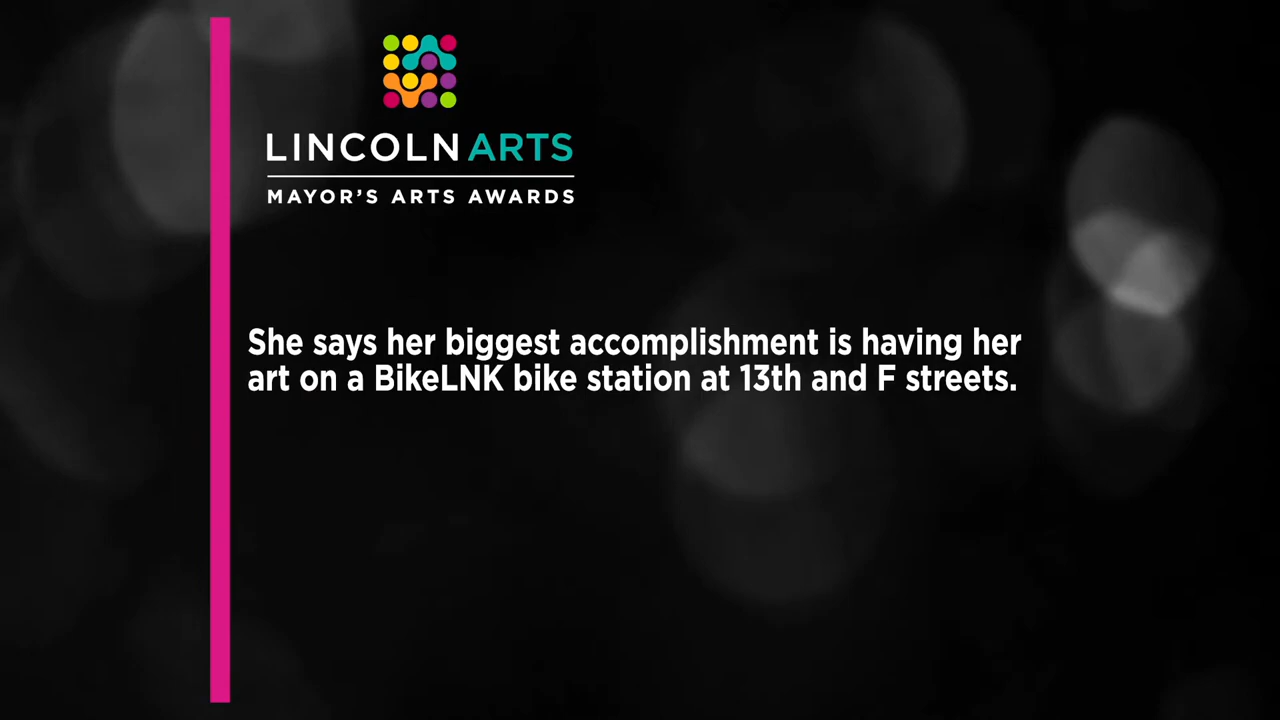 LINCOLN ARTS
MAYOR'S ARTS AWARDS
She says her biggest accomplishment is having her
art on a BikeLNK bike station at 13th and F streets.